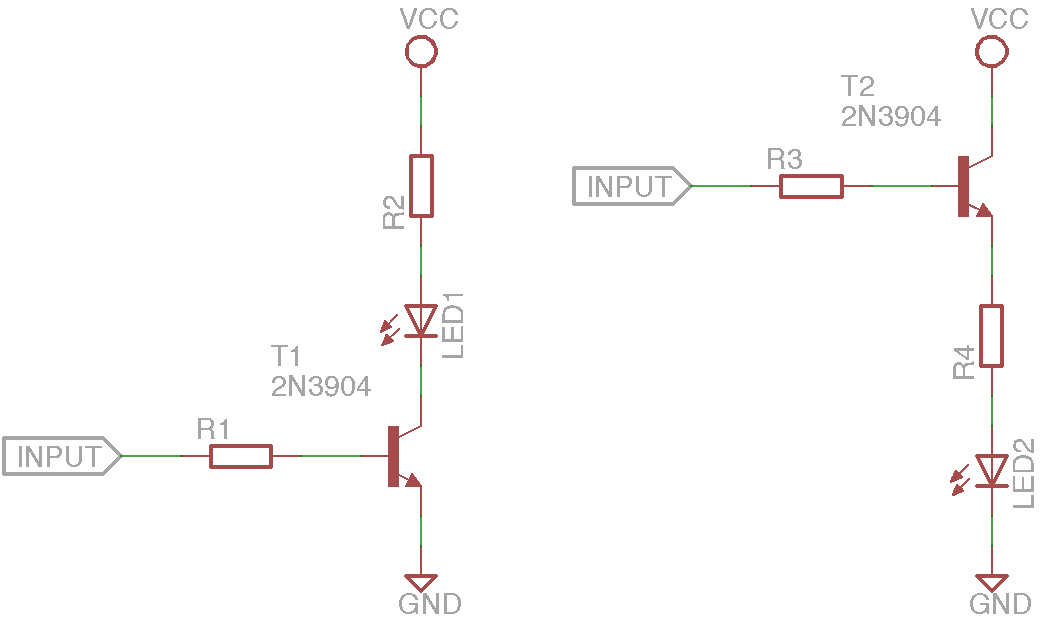 VCC
R2
LED1
T1
2N3904
R1
INPUT
GND
VCC
T2
2N3904
R3
INPUT
R4
LED2
GND